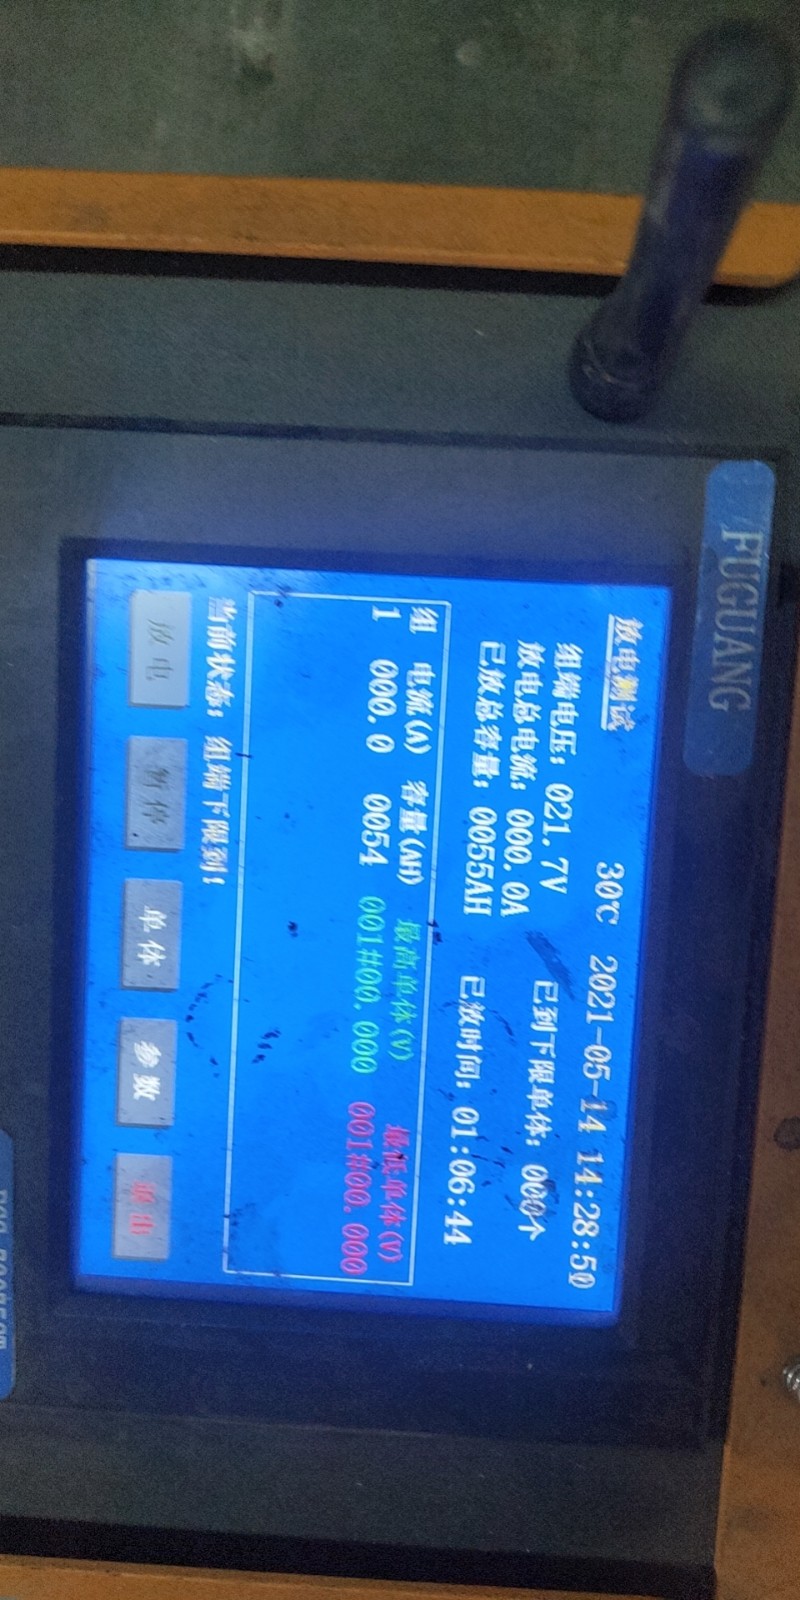 FUGUANG
放电测试
30℃ 2021-05-14 14:28:50
组端电压: 021.7V 已到下限单体: 000个
放电总电流: 000.0A
已放总容量: 0055AH 已放时间: 01:06:44
组 电流(A) 容量(AH) 最高单体(V) 最低单体(V)
1 000.0 0054 001#00.000 001#00.000
当前状态: 组端下限到!
放电 暂停 单体 参数 退出